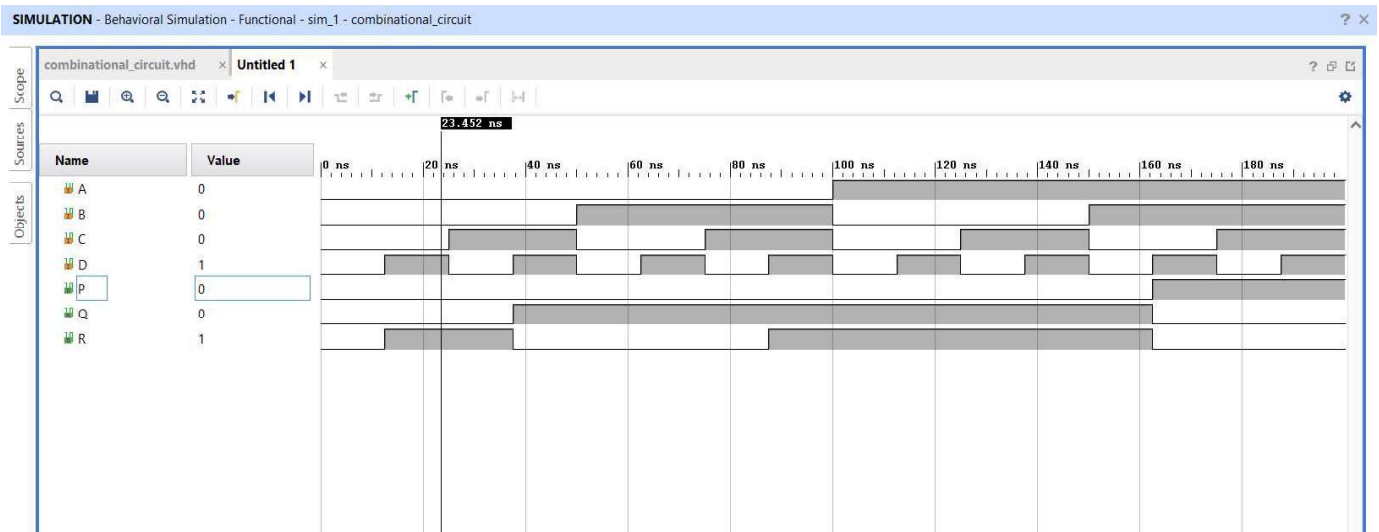 SIMULATION - Behavioral Simulation - Functional - sim_1 - combinational_circuit
Scope
Sources
Objects
combinational_circuit.vhd × Untitled 1 ×
23.452 ns
Name Value
0 ns 20 ns 40 ns 60 ns 80 ns 100 ns 120 ns 140 ns 160 ns 180 ns
A 0
B 0
C 0
D 1
P 0
Q 0
R 1